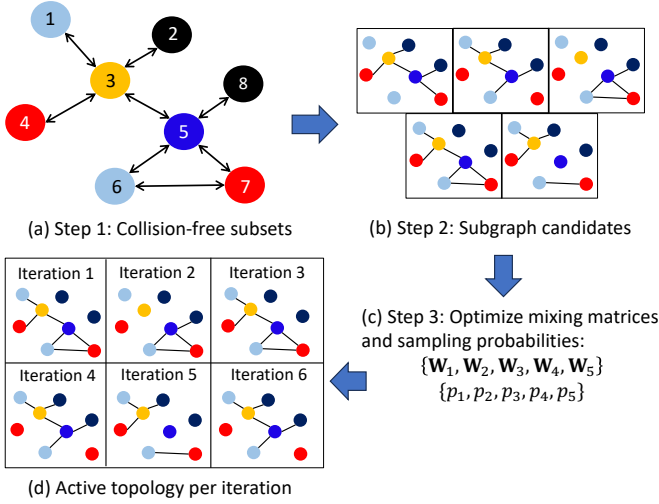 1
2
3
8
4
5
6
7
(a) Step 1: Collision-free subsets
(b) Step 2: Subgraph candidates
(c) Step 3: Optimize mixing matrices
and sampling probabilities:
{𝐖₁, 𝐖₂, 𝐖₃, 𝐖₄, 𝐖₅}
{𝑝₁, 𝑝₂, 𝑝₃, 𝑝₄, 𝑝₅}
Iteration 1 Iteration 2 Iteration 3
Iteration 4 Iteration 5 Iteration 6
(d) Active topology per iteration